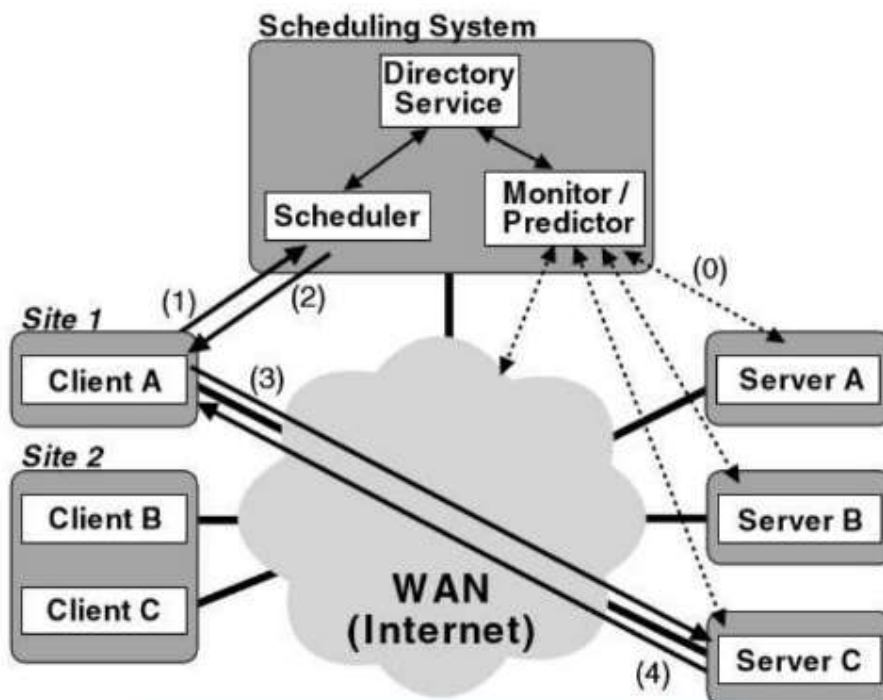 Scheduling System
Directory
Service
Scheduler
Monitor /
Predictor
(0)
(1)
(2)
Site 1
Client A
(3)
Server A
Site 2
Client B
Server B
Client C
WAN
(Internet)
(4)
Server C